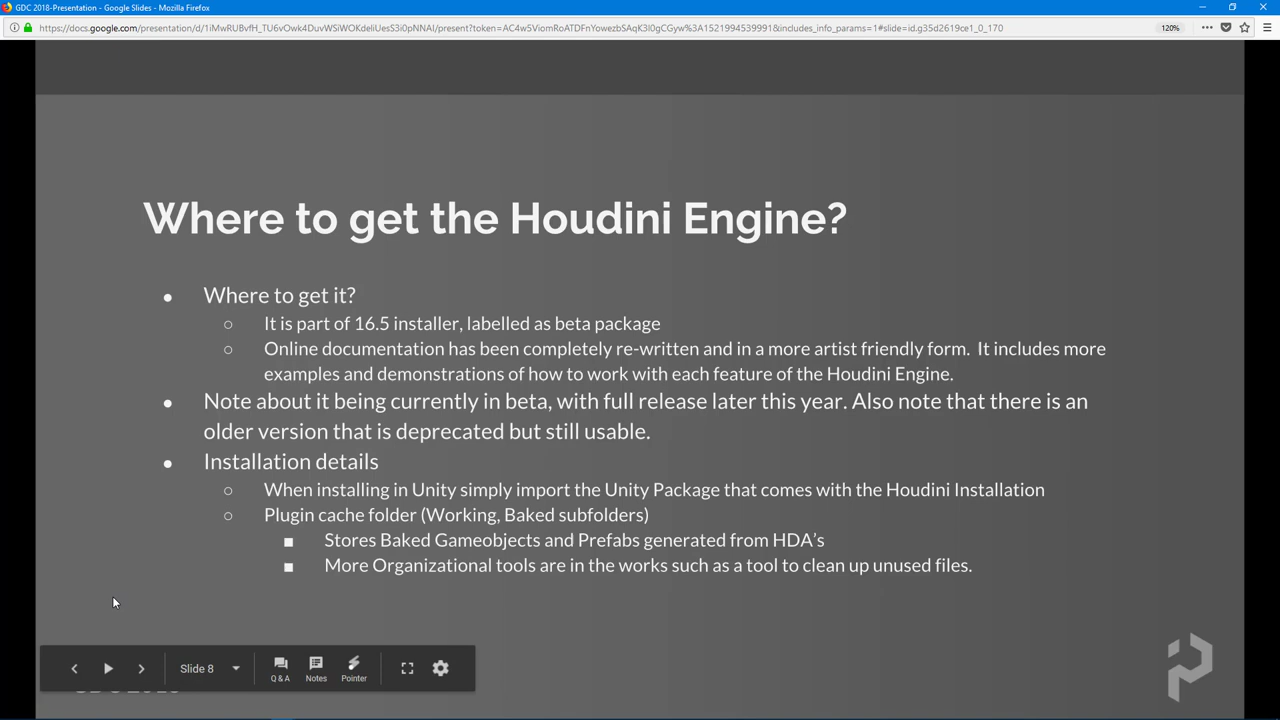 GDC 2018-Presentation - Google Slides - Mozilla Firefox
https://docs.google.com/presentation/d/1iMwRUBvfH_TU6vOwk4DuvWSiWOKdeliUesS3i0pNNAI/present?token=AC4w5ViomRoATDFnYowezbSAqK3I0gCGyw%3A1521994539991&includes_info_params=1#slide=id.g35d2619ce1_0_170
120%
Where to get the Houdini Engine?
● Where to get it?
○ It is part of 16.5 installer, labelled as beta package
○ Online documentation has been completely re-written and in a more artist friendly form. It includes more
examples and demonstrations of how to work with each feature of the Houdini Engine.
● Note about it being currently in beta, with full release later this year. Also note that there is an
older version that is deprecated but still usable.
● Installation details
○ When installing in Unity simply import the Unity Package that comes with the Houdini Installation
○ Plugin cache folder (Working, Baked subfolders)
■ Stores Baked Gameobjects and Prefabs generated from HDA's
■ More Organizational tools are in the works such as a tool to clean up unused files.
Slide 8
Q & A
Notes
Pointer